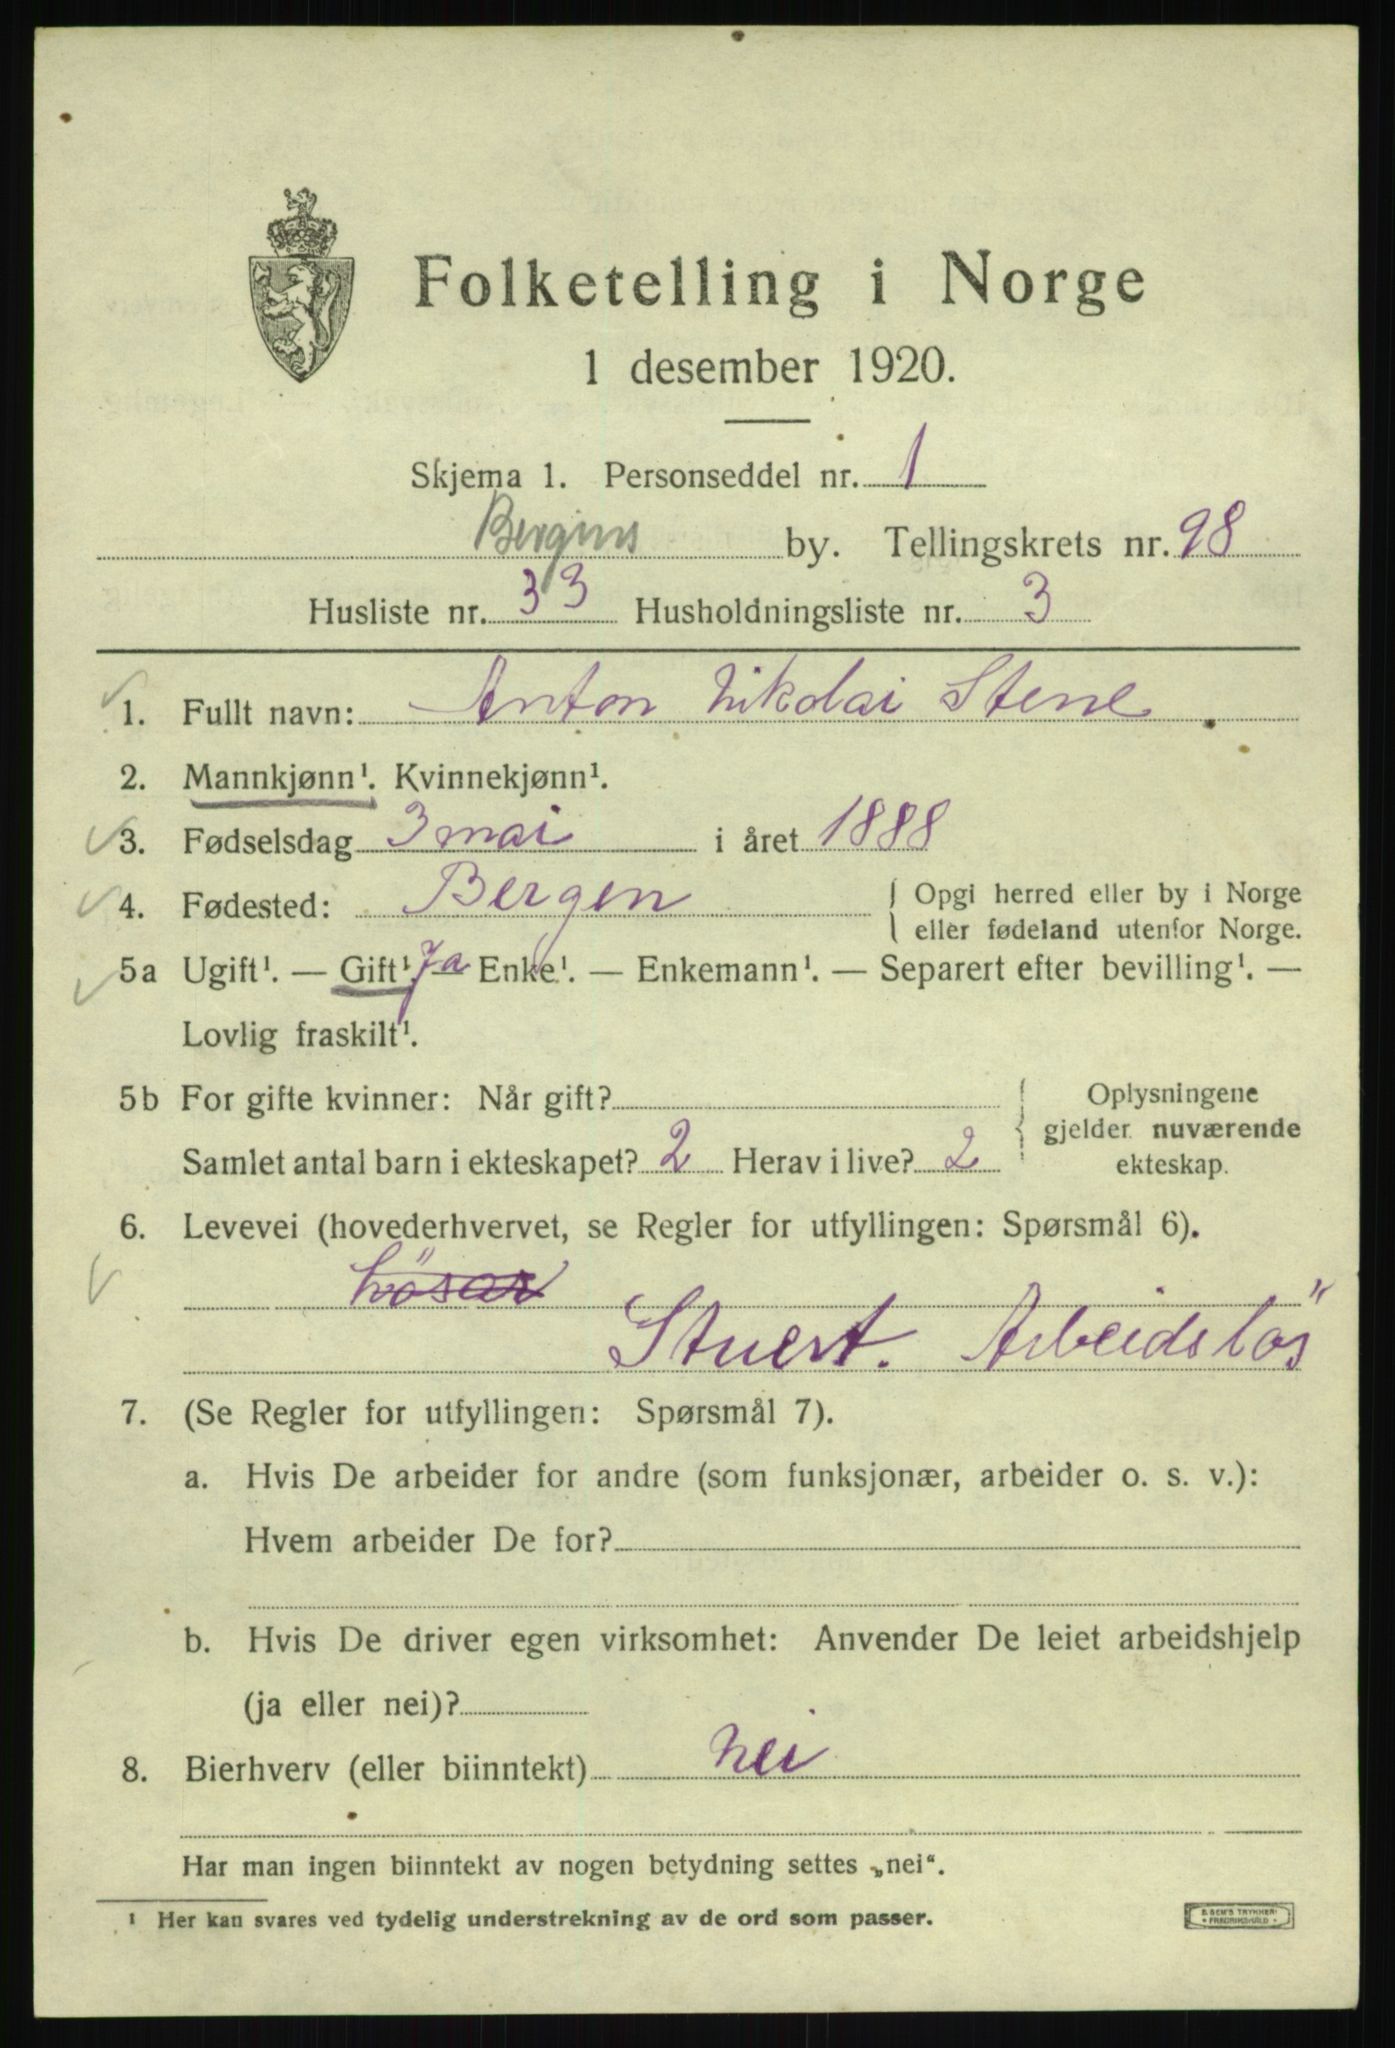 Folketelling i Norge
1 desember 1920.
Skjema 1. Personseddel nr. 1
Bergens by. Tellingskrets nr. 98
Husliste nr. 33 Husholdningsliste nr. 3
1. Fullt navn: Anton Nikolai Stene
2. Mannkjønn¹. Kvinnekjønn¹.
3. Fødselsdag 3 mai i året 1888
4. Fødested: Bergen { Opgi herred eller by i Norge
eller fødeland utenfor Norge.
5a Ugift¹. — Gift¹. Ja Enke¹. — Enkemann¹. — Separert efter bevilling¹. —
Lovlig fraskilt¹.
5b For gifte kvinner: Når gift? { Oplysningene
gjelder nuværende
Samlet antal barn i ekteskapet? 2 Herav i live? 2 ekteskap.
6. Levevei (hovederhvervet, se Regler for utfyllingen: Spørsmål 6).
Stuert. Arbeidslös
7. (Se Regler for utfyllingen: Spørsmål 7).
a. Hvis De arbeider for andre (som funksjonær, arbeider o. s. v.):
Hvem arbeider De for?
b. Hvis De driver egen virksomhet: Anvender De leiet arbeidshjelp
(ja eller nei)?
8. Bierhverv (eller biinntekt) Nei
Har man ingen biinntekt av nogen betydning settes „nei“.
¹ Her kan svares ved tydelig understrekning av de ord som passer.